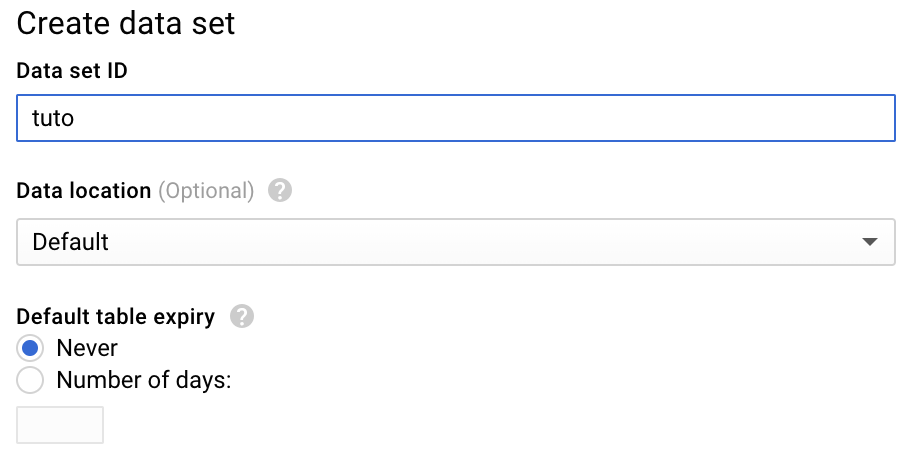 Create data set
Data set ID
tuto
Data location (Optional) ?
Default
Default table expiry ?
Never
Number of days: